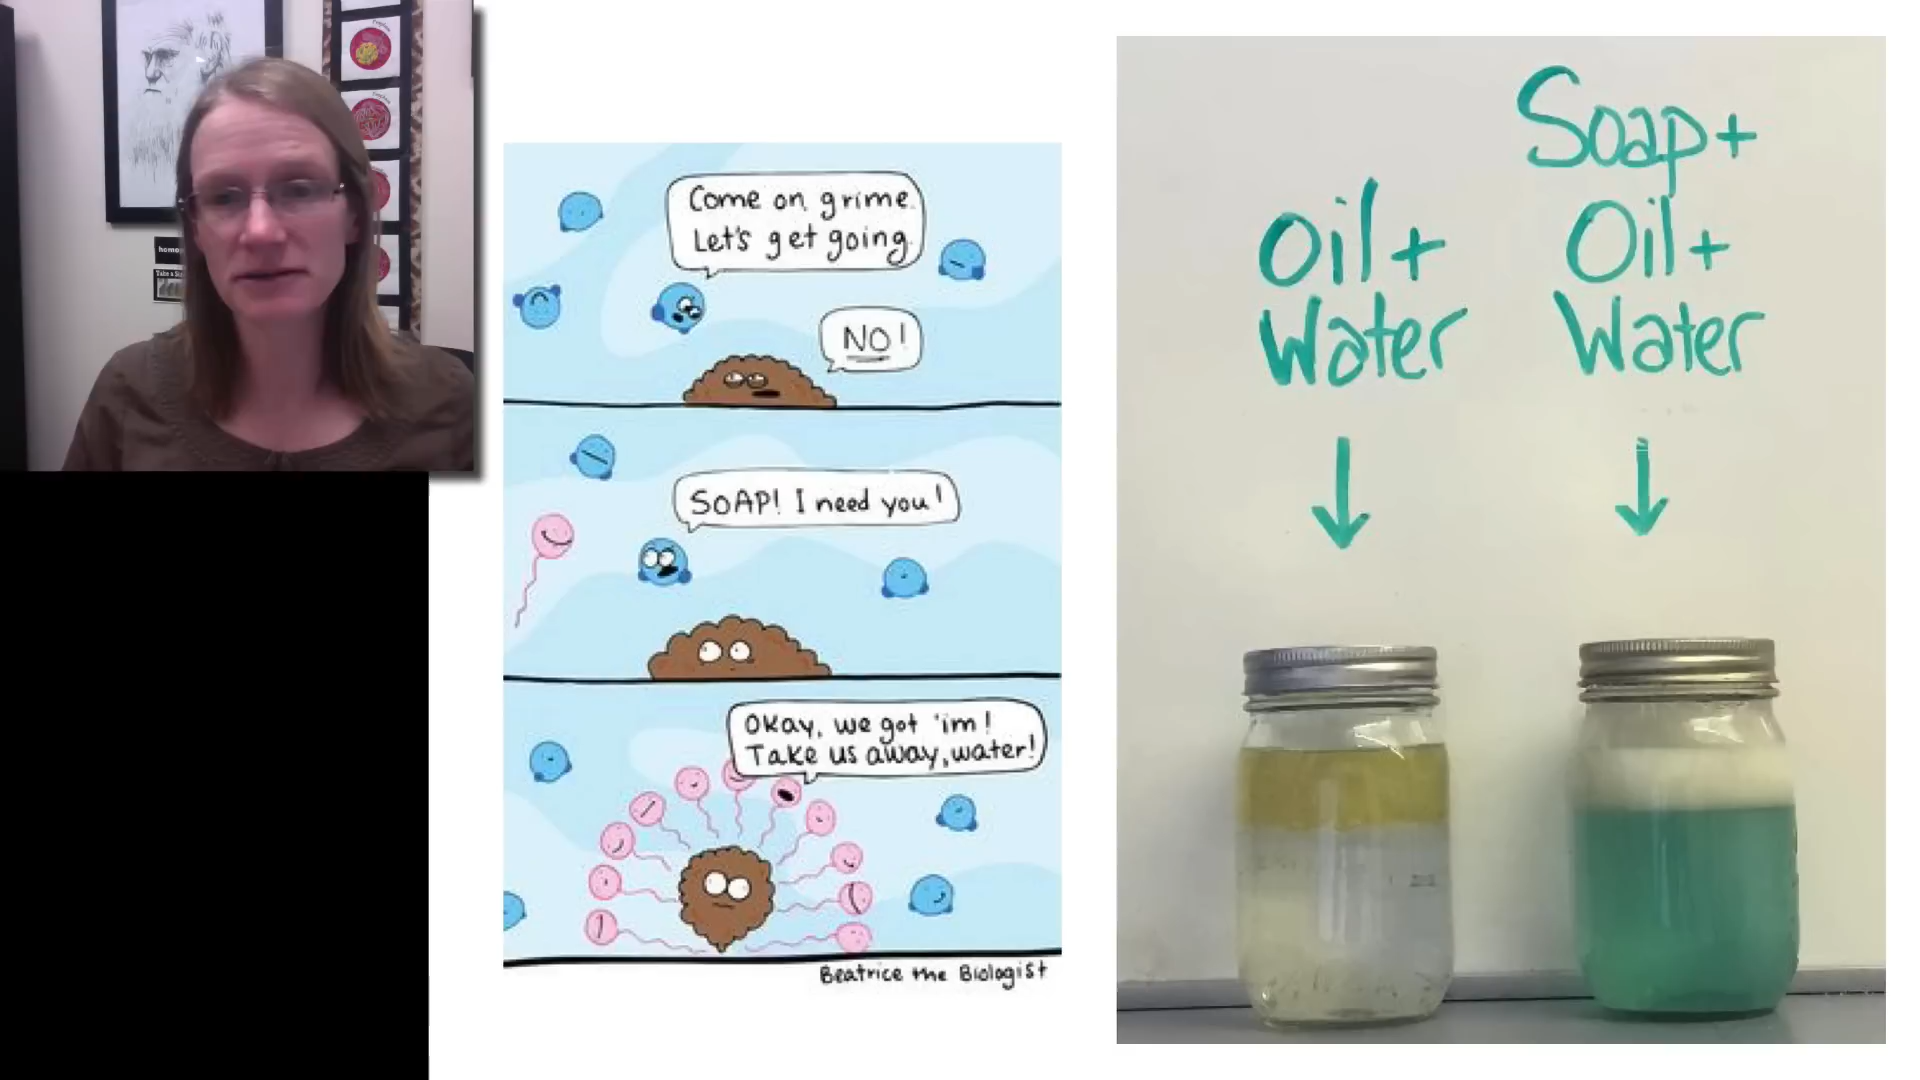 Come on, grime.
Let's get going.
NO!
SOAP! I need you!
Okay, we got 'im!
Take us away, water!
Beatrice the Biologist
Oil +
Water
Soap +
Oil +
Water